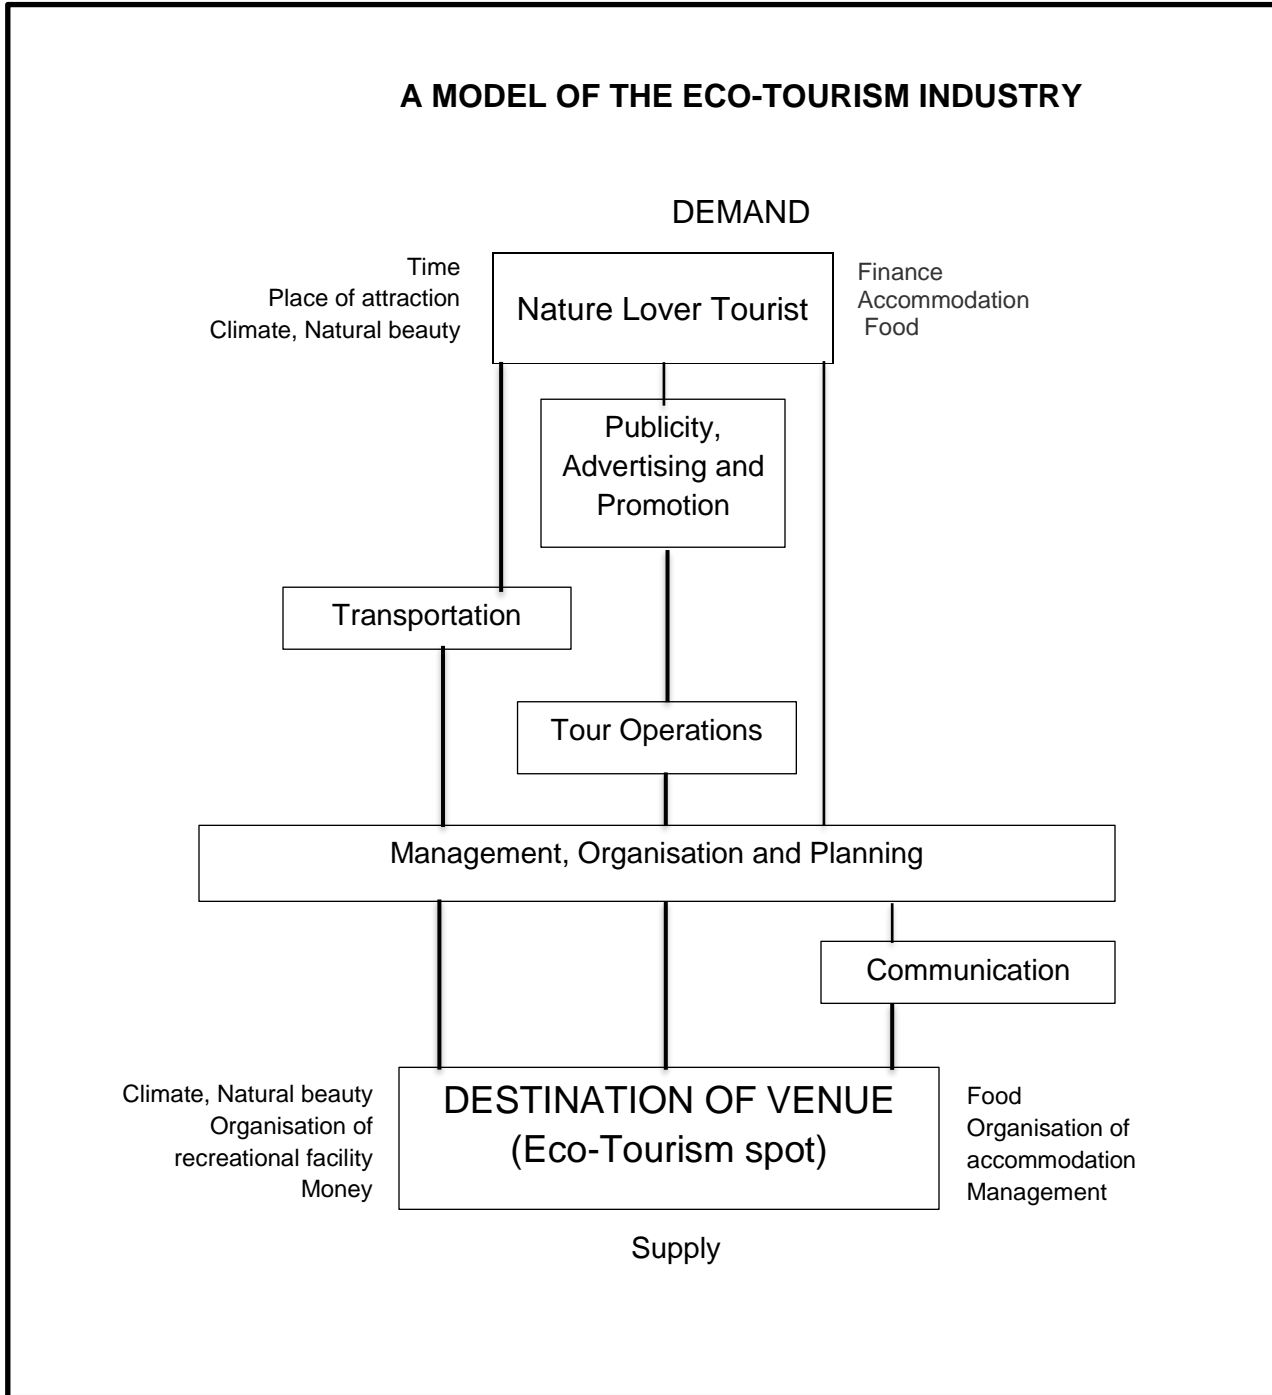 A MODEL OF THE ECO-TOURISM INDUSTRY
DEMAND
Time
Place of attraction
Climate, Natural beauty
Nature Lover Tourist
Finance
Accommodation
Food
Publicity,
Advertising and
Promotion
Transportation
Tour Operations
Management, Organisation and Planning
Communication
Climate, Natural beauty
Organisation of
recreational facility
Money
DESTINATION OF VENUE
(Eco-Tourism spot)
Food
Organisation of
accommodation
Management
Supply